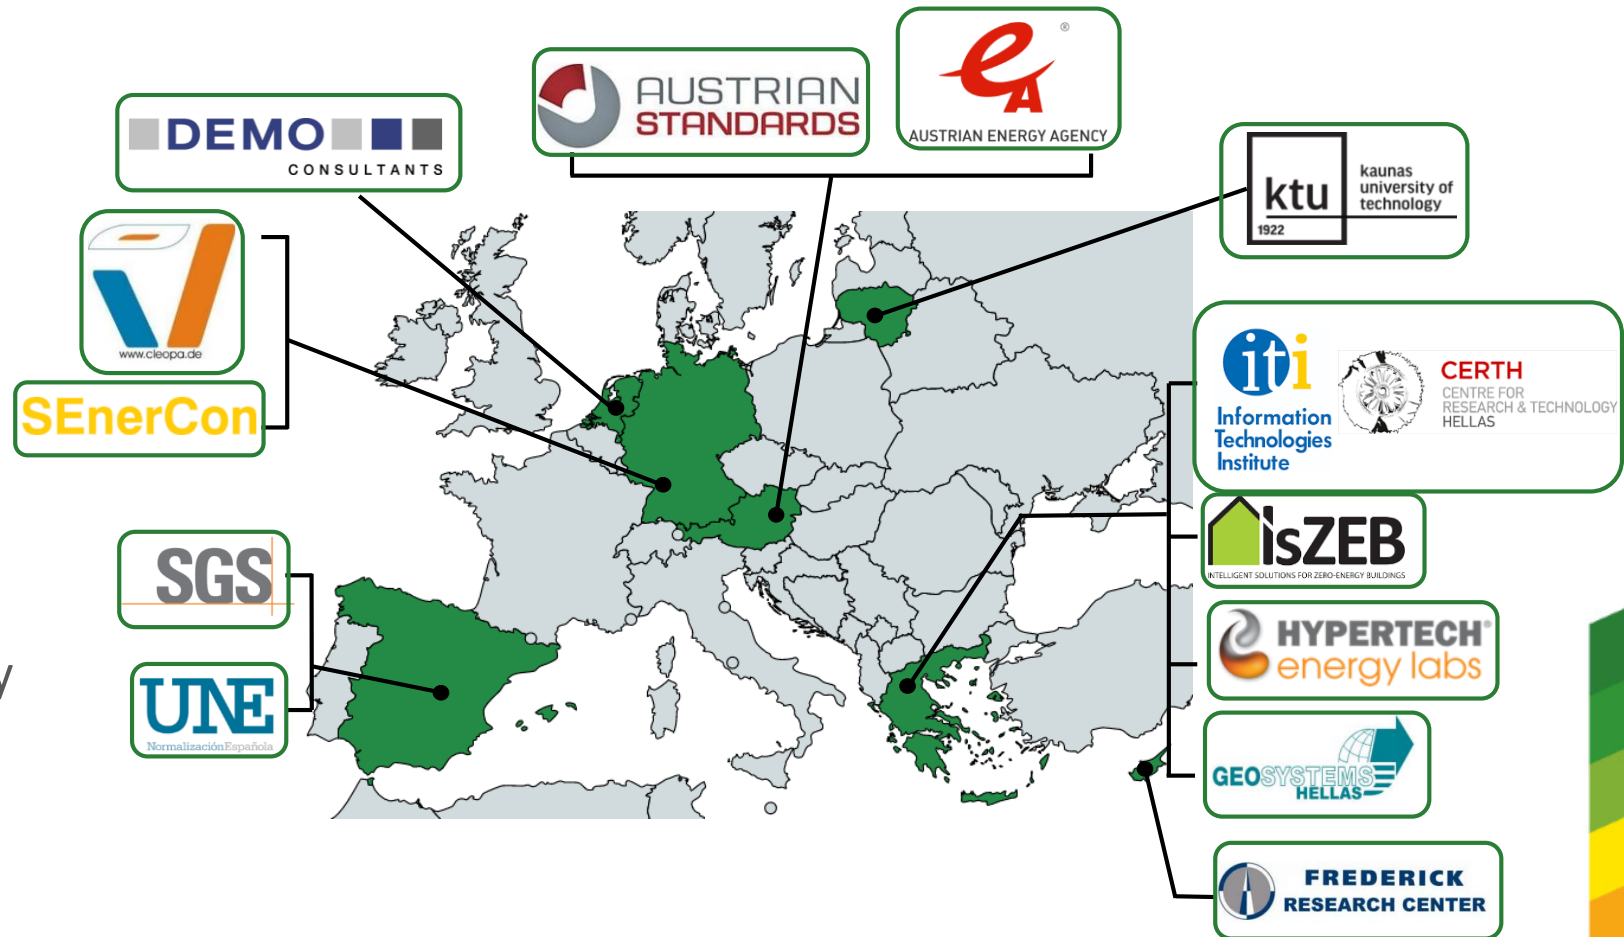 DEMO
CONSULTANTS
AUSTRIAN
STANDARDS
eA
®
AUSTRIAN ENERGY AGENCY
ktu
1922
kaunas
university of
technology
www.cleopa.de
SEnerCon
iti
Information
Technologies
Institute
CERTH
CENTRE FOR
RESEARCH & TECHNOLOGY
HELLAS
isZEB
INTELLIGENT SOLUTIONS FOR ZERO-ENERGY BUILDINGS
SGS
HYPERTECH®
energy labs
y
UNE
NormalizaciónEspañola
GEOSYSTEMS
HELLAS
FREDERICK
RESEARCH CENTER